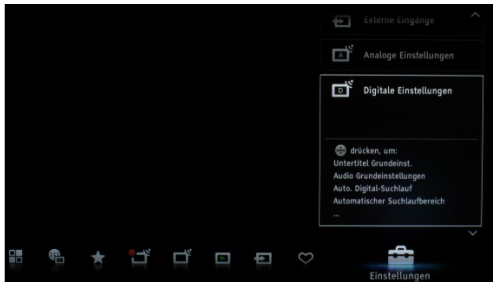 Externe Eingänge
A
Analoge Einstellungen
D
Digitale Einstellungen
drücken, um:
Untertitel Grundeinst.
Audio Grundeinstellungen
Auto. Digital-Suchlauf
Automatischer Suchlaufbereich
...
Einstellungen